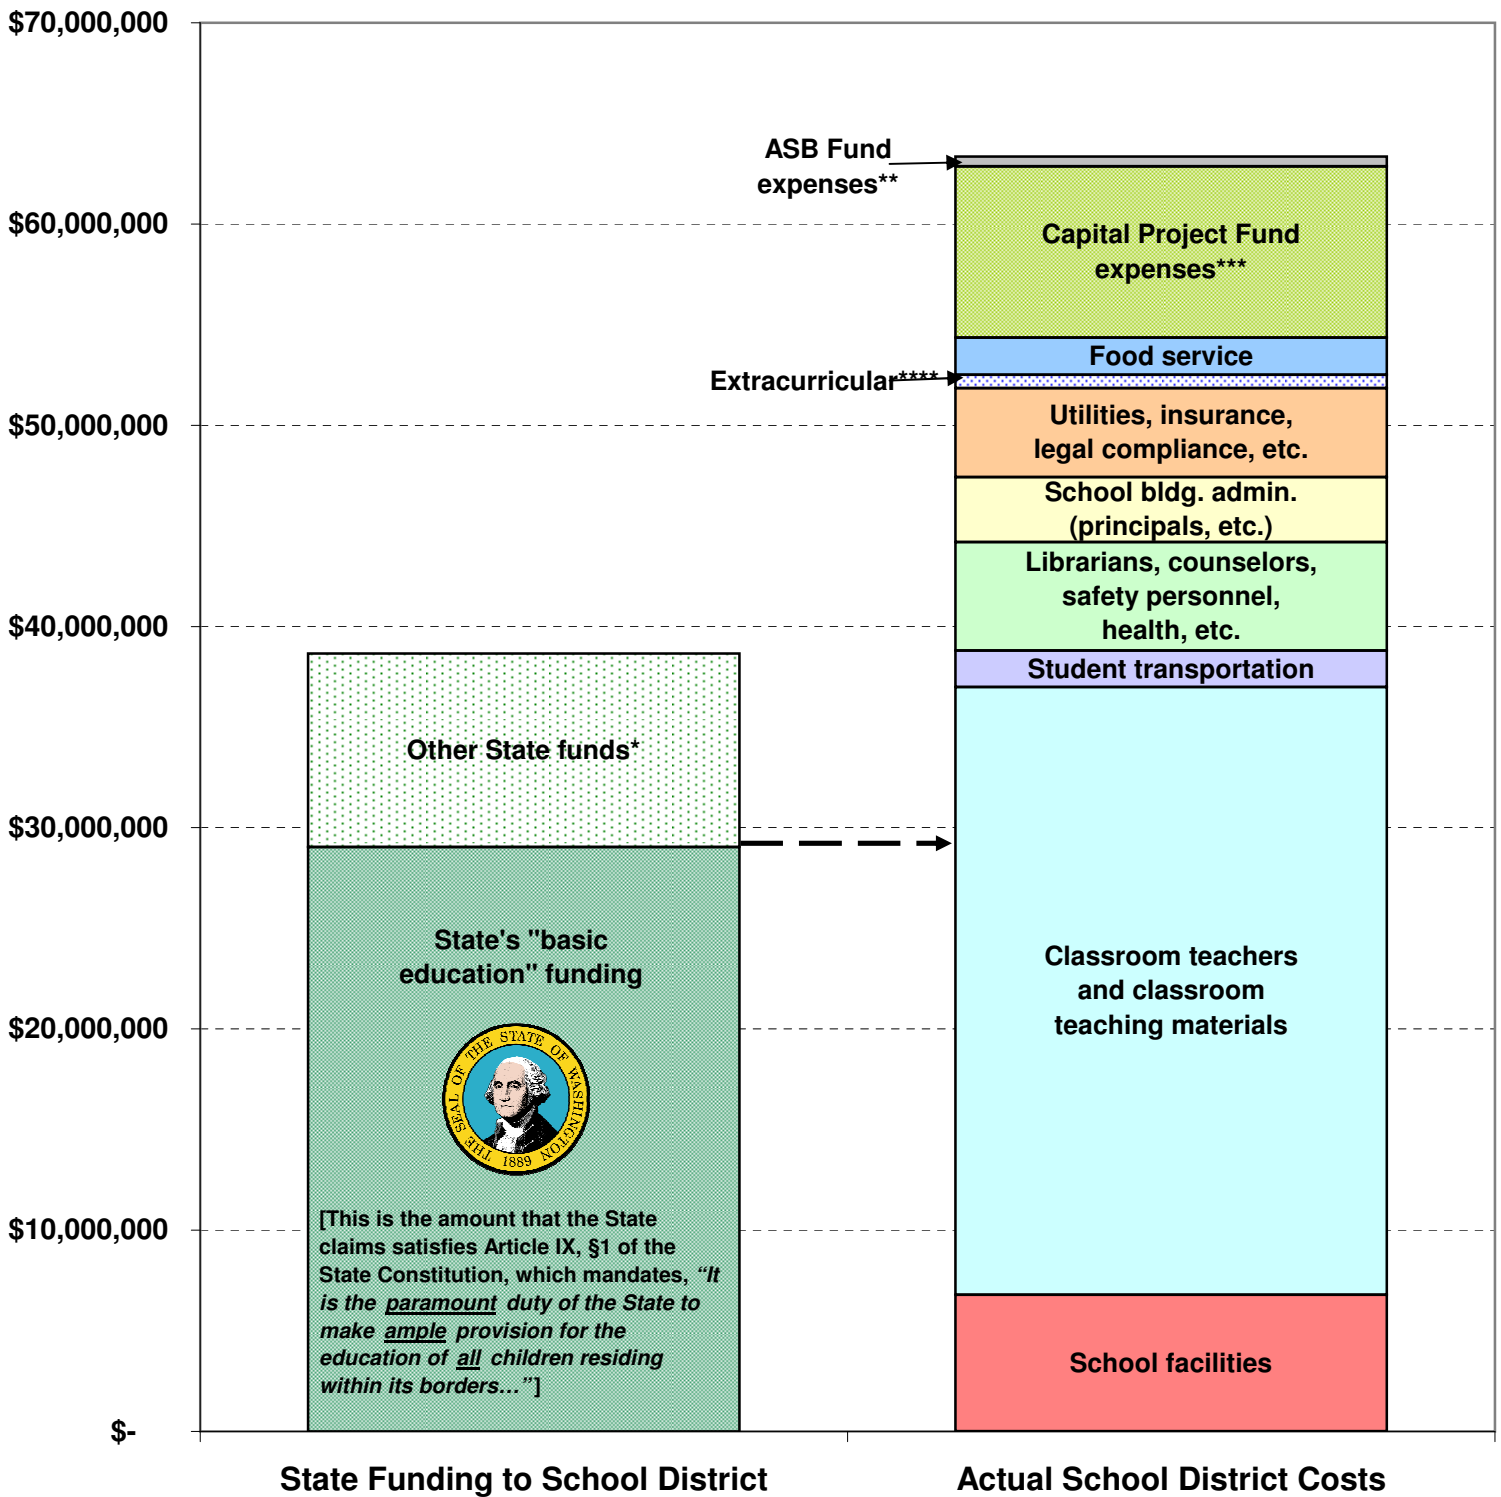 $70,000,000
$60,000,000
$50,000,000
$40,000,000
$30,000,000
$20,000,000
$10,000,000
$-
Other State funds*
State's "basic
education" funding
THE SEAL OF THE STATE OF WASHINGTON
1889
[This is the amount that the State
claims satisfies Article IX, §1 of the
State Constitution, which mandates, “It
is the paramount duty of the State to
make ample provision for the
education of all children residing
within its borders…”]
ASB Fund
expenses**
Capital Project Fund
expenses***
Food service
Extracurricular****
Utilities, insurance,
legal compliance, etc.
School bldg. admin.
(principals, etc.)
Librarians, counselors,
safety personnel,
health, etc.
Student transportation
Classroom teachers
and classroom
teaching materials
School facilities
State Funding to School District
Actual School District Costs